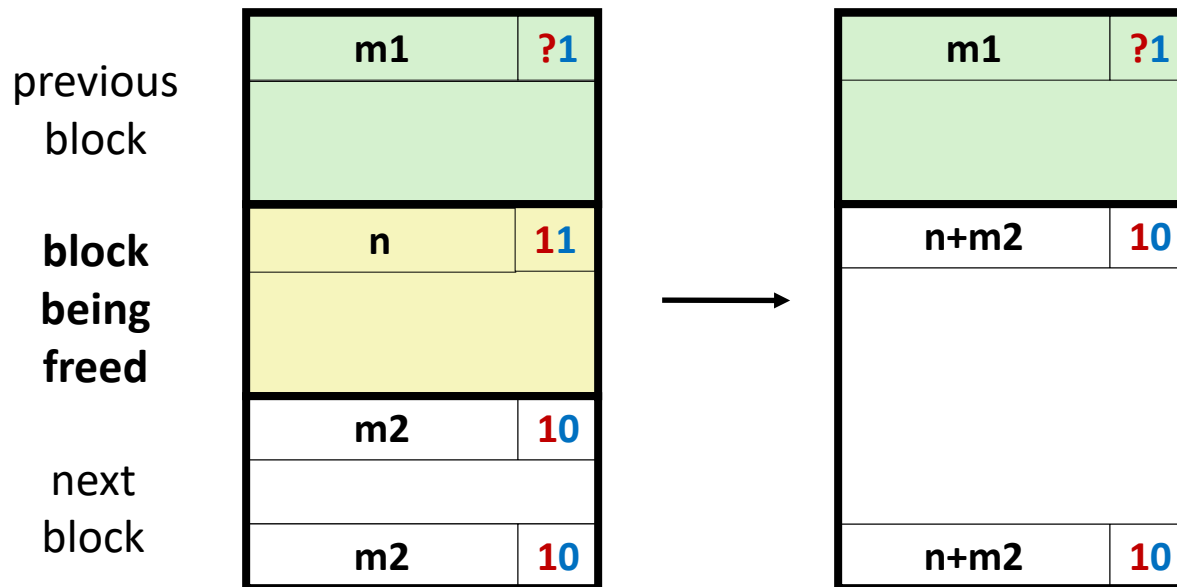 m1 ?1 m1 ?1
previous
block
block
being
freed
n 11 n+m2 10
m2 10
next
block
m2 10 n+m2 10